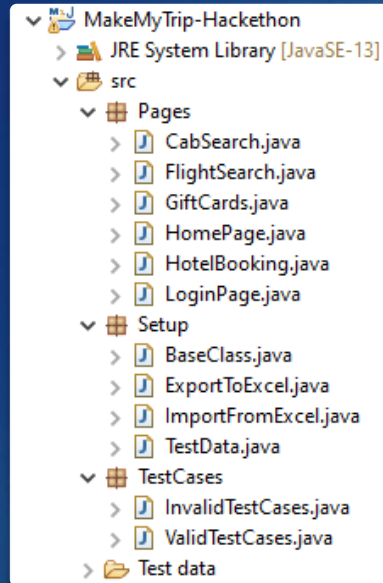 MakeMyTrip-Hackethon
JRE System Library [JavaSE-13]
src
Pages
CabSearch.java
FlightSearch.java
GiftCards.java
HomePage.java
HotelBooking.java
LoginPage.java
Setup
BaseClass.java
ExportToExcel.java
ImportFromExcel.java
TestData.java
TestCases
InvalidTestCases.java
ValidTestCases.java
Test data